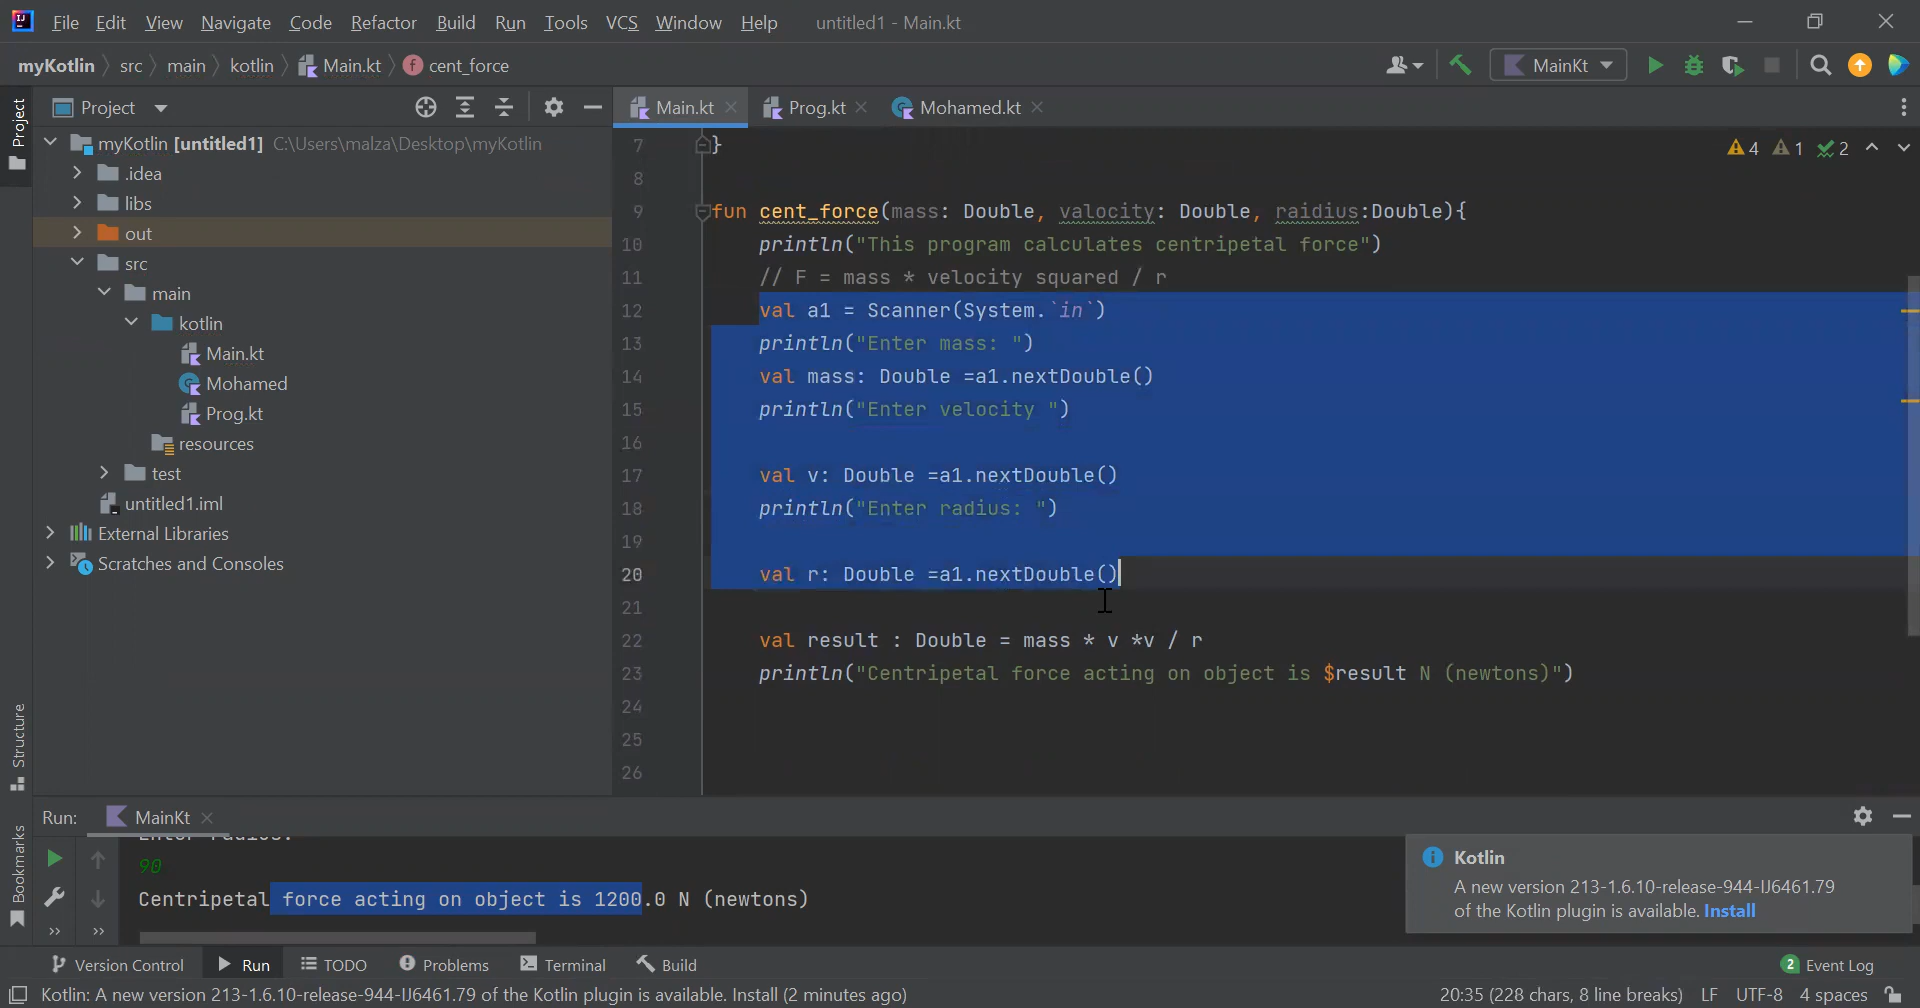 File Edit View Navigate Code Refactor Build Run Tools VCS Window Help untitled1 - Main.kt
myKotlin src main kotlin Main.kt cent_force MainKt
Project
Project
Main.kt Prog.kt Mohamed.kt
myKotlin [untitled1] C:\Users\malza\Desktop\myKotlin
.idea
libs
out
src
main
kotlin
Main.kt
Mohamed
Prog.kt
resources
test
untitled1.iml
External Libraries
Scratches and Consoles
4 1 2
7 }
8
9 fun cent_force(mass: Double, valocity: Double, raidius:Double){
10 println("This program calculates centripetal force")
11 // F = mass * velocity squared / r
12 val a1 = Scanner(System.`in`)
13 println("Enter mass: ")
14 val mass: Double =a1.nextDouble()
15 println("Enter velocity ")
16
17 val v: Double =a1.nextDouble()
18 println("Enter radius: ")
19
20 val r: Double =a1.nextDouble()
21
22 val result : Double = mass * v *v / r
23 println("Centripetal force acting on object is $result N (newtons)")
24
25
26
Structure
Bookmarks
Run: MainKt
Enter radius:
90
Centripetal force acting on object is 1200.0 N (newtons)
Kotlin
A new version 213-1.6.10-release-944-IJ6461.79
of the Kotlin plugin is available. Install
Version Control Run TODO Problems Terminal Build 2 Event Log
Kotlin: A new version 213-1.6.10-release-944-IJ6461.79 of the Kotlin plugin is available. Install (2 minutes ago) 20:35 (228 chars, 8 line breaks) LF UTF-8 4 spaces